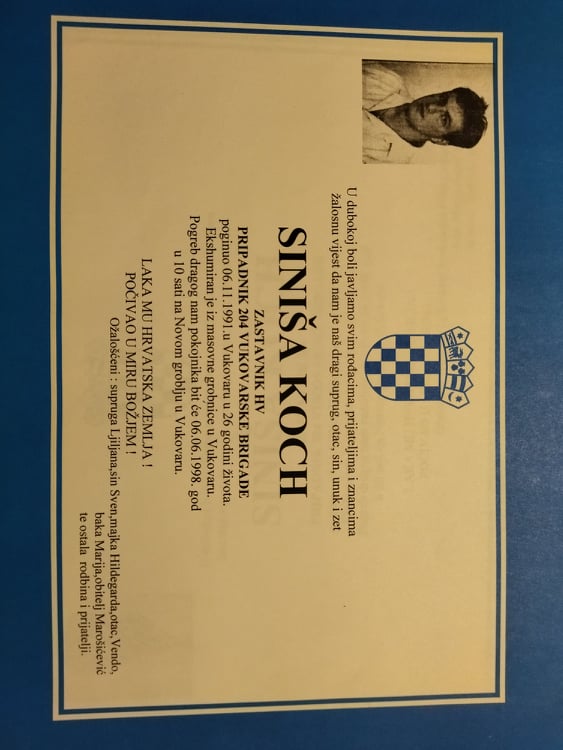 U dubokoj boli javljamo svim rođacima, prijateljima i znancima
žalosnu vijest da nam je naš dragi suprug, otac, sin, unuk i zet
SINIŠA KOCH
ZASTAVNIK HV
PRIPADNIK 204 VUKOVARSKE BRIGADE
poginuo 06.11.1991.u Vukovaru u 26 godini života.
Ekshumiran je iz masovne grobnice u Vukovaru.
Pogreb dragog nam pokojnika bit će 06.06.1998. god
u 10 sati na Novom groblju u Vukovaru.
LAKA MU HRVATSKA ZEMLJA !
POČIVAO U MIRU BOŽJEM !
Ožalošćeni : supruga Ljiljana,sin Sven,majka Hildegarda,otac,Vendo,
baka Marija,obitelj Marošićević
te ostala rodbina i prijatelji.